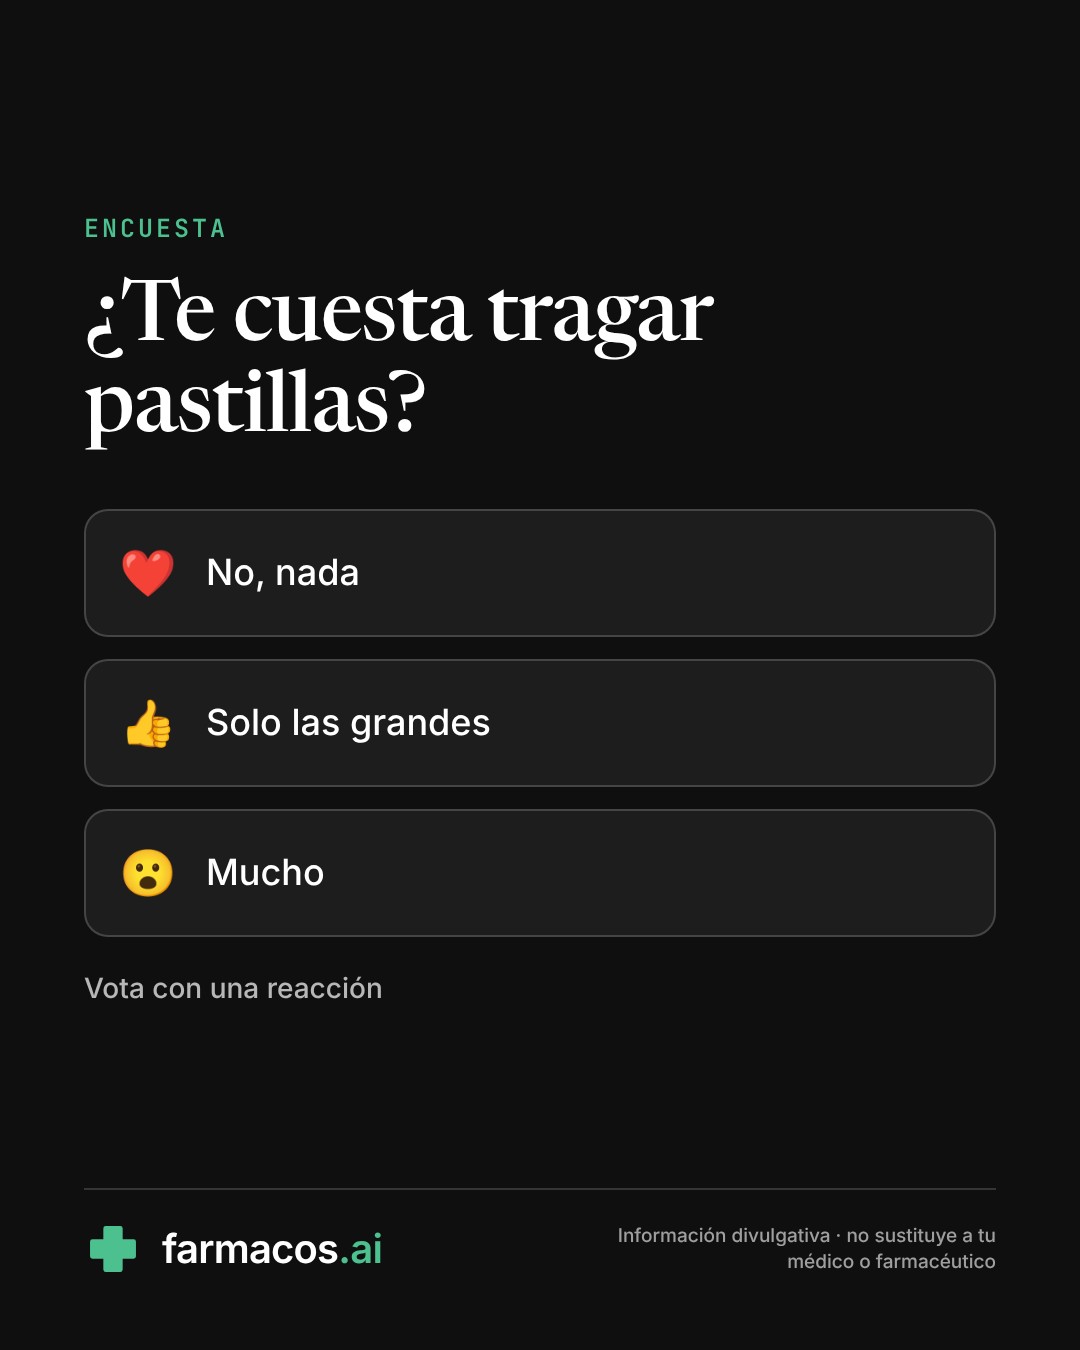 ENCUESTA
¿Te cuesta tragar
pastillas?
No, nada
Solo las grandes
Mucho
Vota con una reacción
farmacos.ai
Información divulgativa · no sustituye a tu
médico o farmacéutico